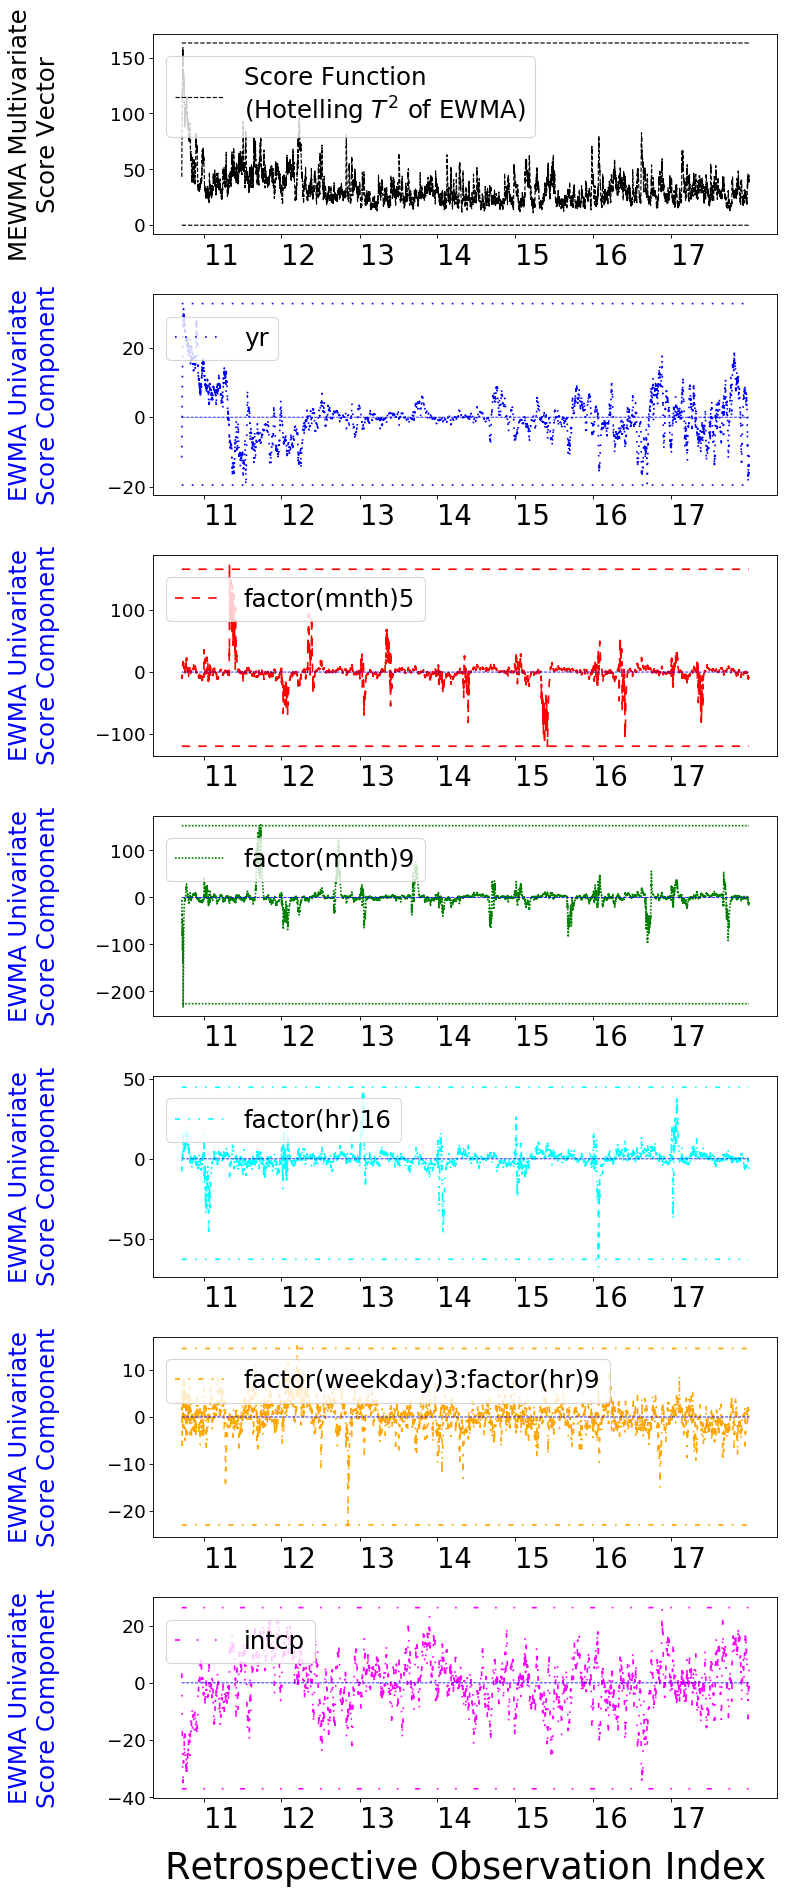 MEWMA Multivariate
Score Vector
150
100
50
0
Score Function
(Hotelling T² of EWMA)
11 12 13 14 15 16 17
EWMA Univariate
Score Component
20
0
−20
yr
11 12 13 14 15 16 17
EWMA Univariate
Score Component
100
0
−100
factor(mnth)5
11 12 13 14 15 16 17
EWMA Univariate
Score Component
100
0
−100
−200
factor(mnth)9
11 12 13 14 15 16 17
EWMA Univariate
Score Component
50
0
−50
factor(hr)16
11 12 13 14 15 16 17
EWMA Univariate
Score Component
10
0
−10
−20
factor(weekday)3:factor(hr)9
11 12 13 14 15 16 17
EWMA Univariate
Score Component
20
0
−20
−40
intcp
11 12 13 14 15 16 17
Retrospective Observation Index